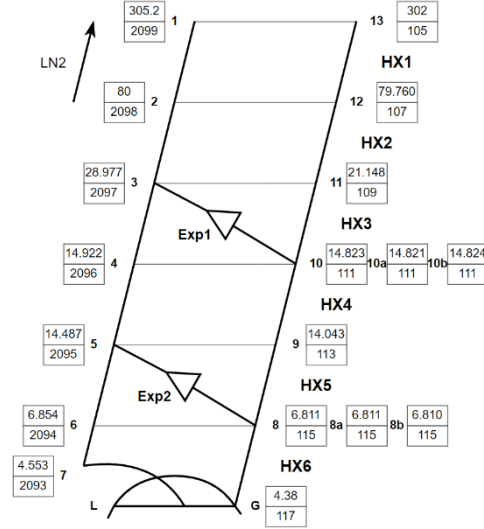 305.2 1 13 302
2099 105
LN2 HX1
80 2 12 79.760
2098 107
HX2
28.977 3 11 21.148
2097 109
Exp1 HX3
14.922 4 10 14.823 10a 14.821 10b 14.824
2096 111 111 111
HX4
14.487 5 9 14.043
2095 113
Exp2 HX5
6.854 6 8 6.811 8a 6.811 8b 6.810
2094 115 115 115
4.553 7 HX6
2093
L G 4.38
117